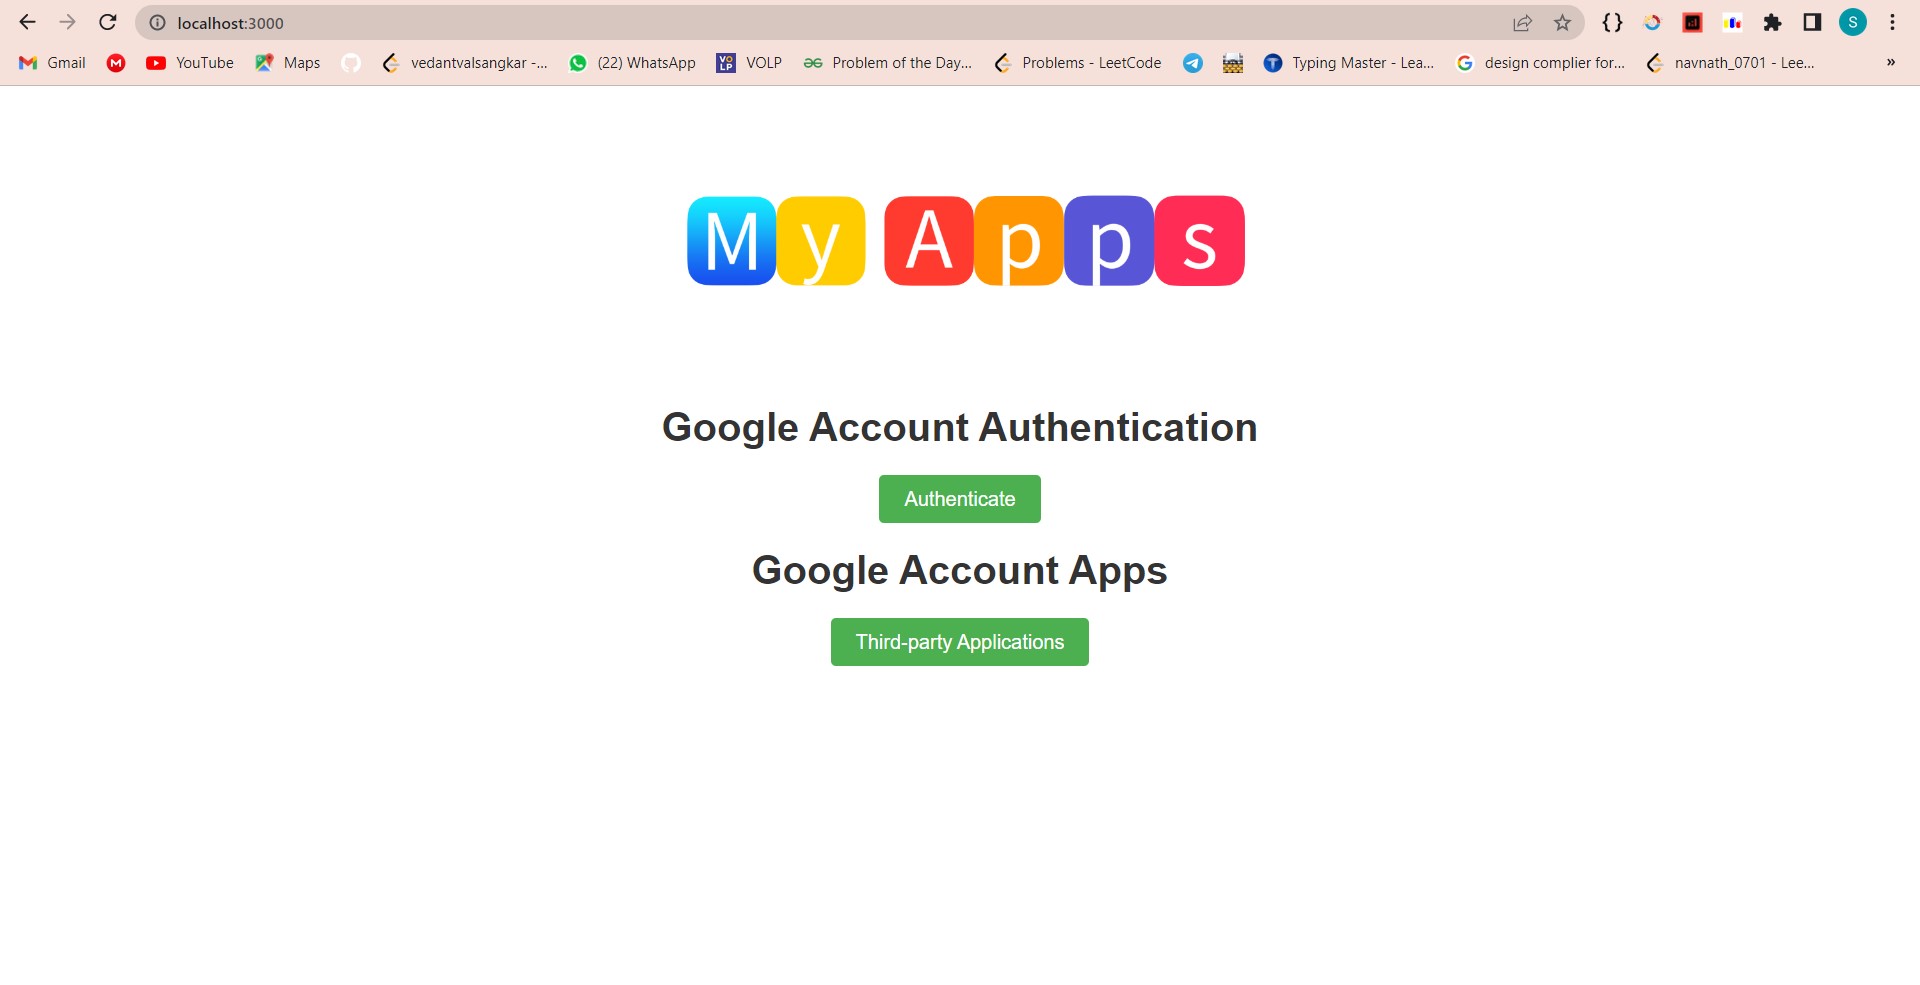 localhost:3000
S
Gmail M YouTube Maps vedantvalsangkar -... (22) WhatsApp VOLP VOLP Problem of the Day... Problems - LeetCode T Typing Master - Lea... G design complier for... navnath_0701 - Lee... »
My Apps
Google Account Authentication
Authenticate
Google Account Apps
Third-party Applications